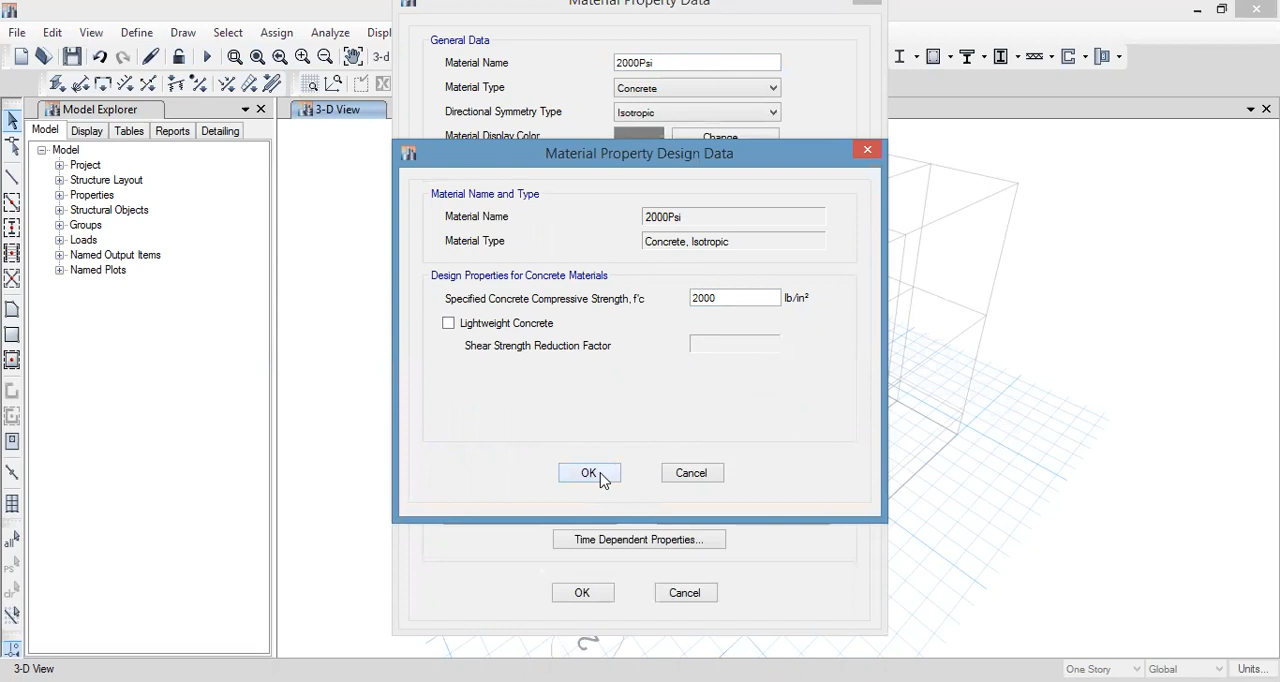 Material Property Data
File Edit View Define Draw Select Assign Analyze Displ
General Data
Material Name 2000Psi
Material Type Concrete
Directional Symmetry Type Isotropic
Material Display Color Change...
3-d
Model Explorer
3-D View
Model Display Tables Reports Detailing
Model
Project
Structure Layout
Properties
Structural Objects
Groups
Loads
Named Output Items
Named Plots
Material Property Design Data
Material Name and Type
Material Name 2000Psi
Material Type Concrete, Isotropic
Design Properties for Concrete Materials
Specified Concrete Compressive Strength, f'c 2000 lb/in²
Lightweight Concrete
Shear Strength Reduction Factor
OK Cancel
Time Dependent Properties...
OK Cancel
all
PS
dr
2
3-D View One Story Global Units...